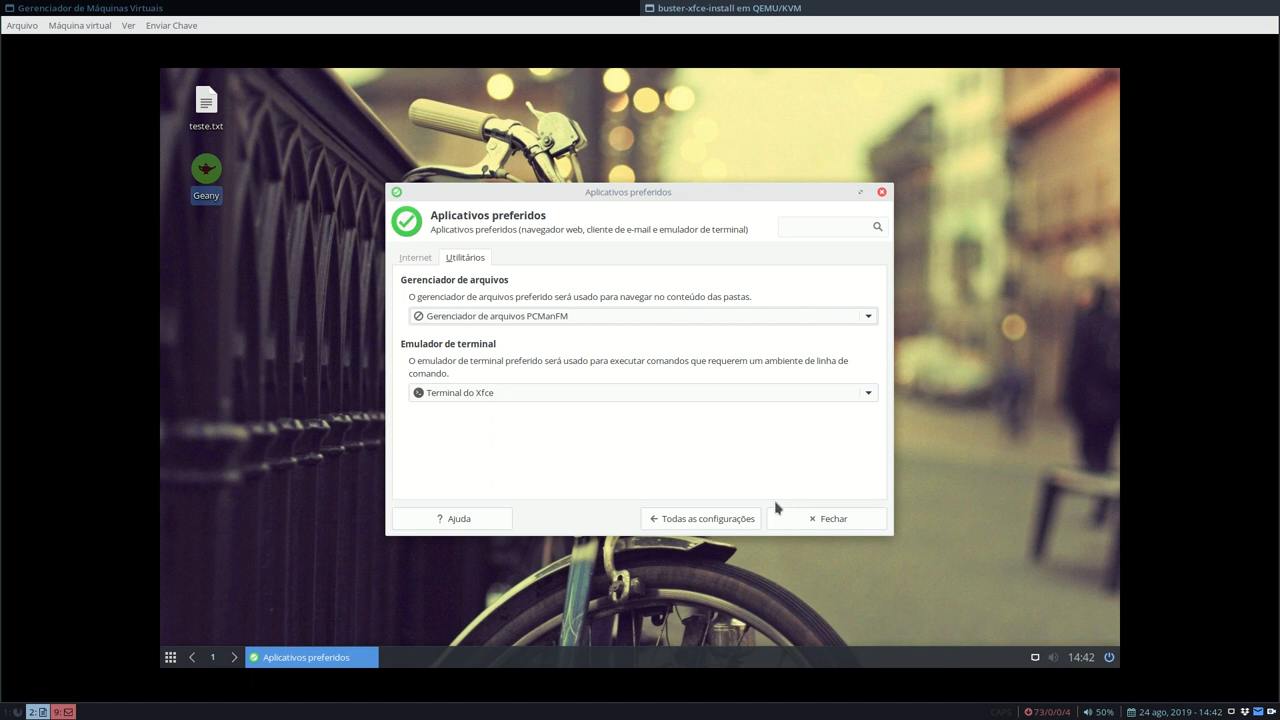 Gerenciador de Máquinas Virtuais
buster-xfce-install em QEMU/KVM
Arquivo Máquina virtual Ver Enviar Chave
teste.txt
Geany
Aplicativos preferidos
Aplicativos preferidos
Aplicativos preferidos (navegador web, cliente de e-mail e emulador de terminal)
Internet Utilitários
Gerenciador de arquivos
O gerenciador de arquivos preferido será usado para navegar no conteúdo das pastas.
Gerenciador de arquivos PCManFM
Emulador de terminal
O emulador de terminal preferido será usado para executar comandos que requerem um ambiente de linha de
comando.
Terminal do Xfce
? Ajuda
Todas as configurações
Fechar
1
Aplicativos preferidos
14:42
1: 2: 9:
CAPS
73/0/0/4
50%
24 ago, 2019 - 14:42